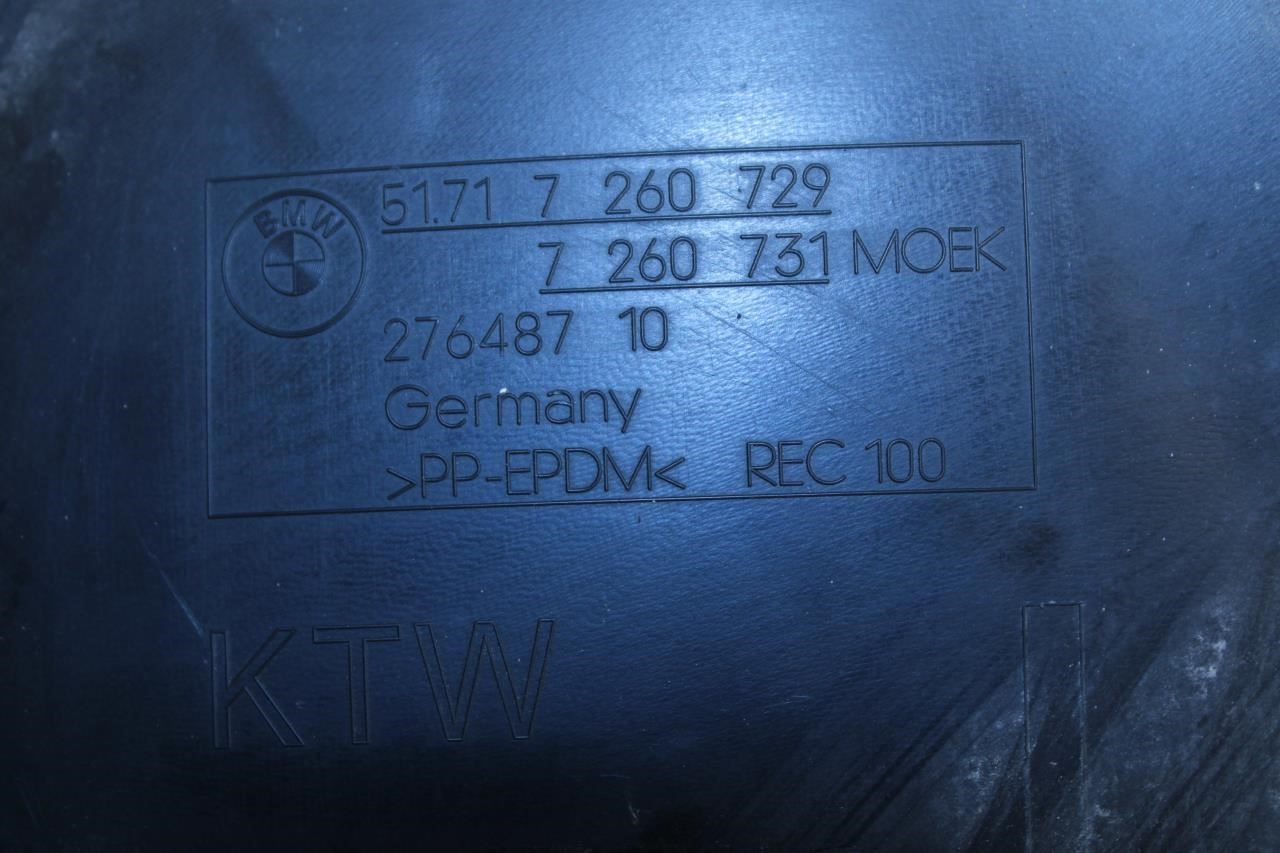 BMW
51.71 7 260 729
7 260 731 MOEK
276487 10
Germany
>PP-EPDM< REC 100
KTW